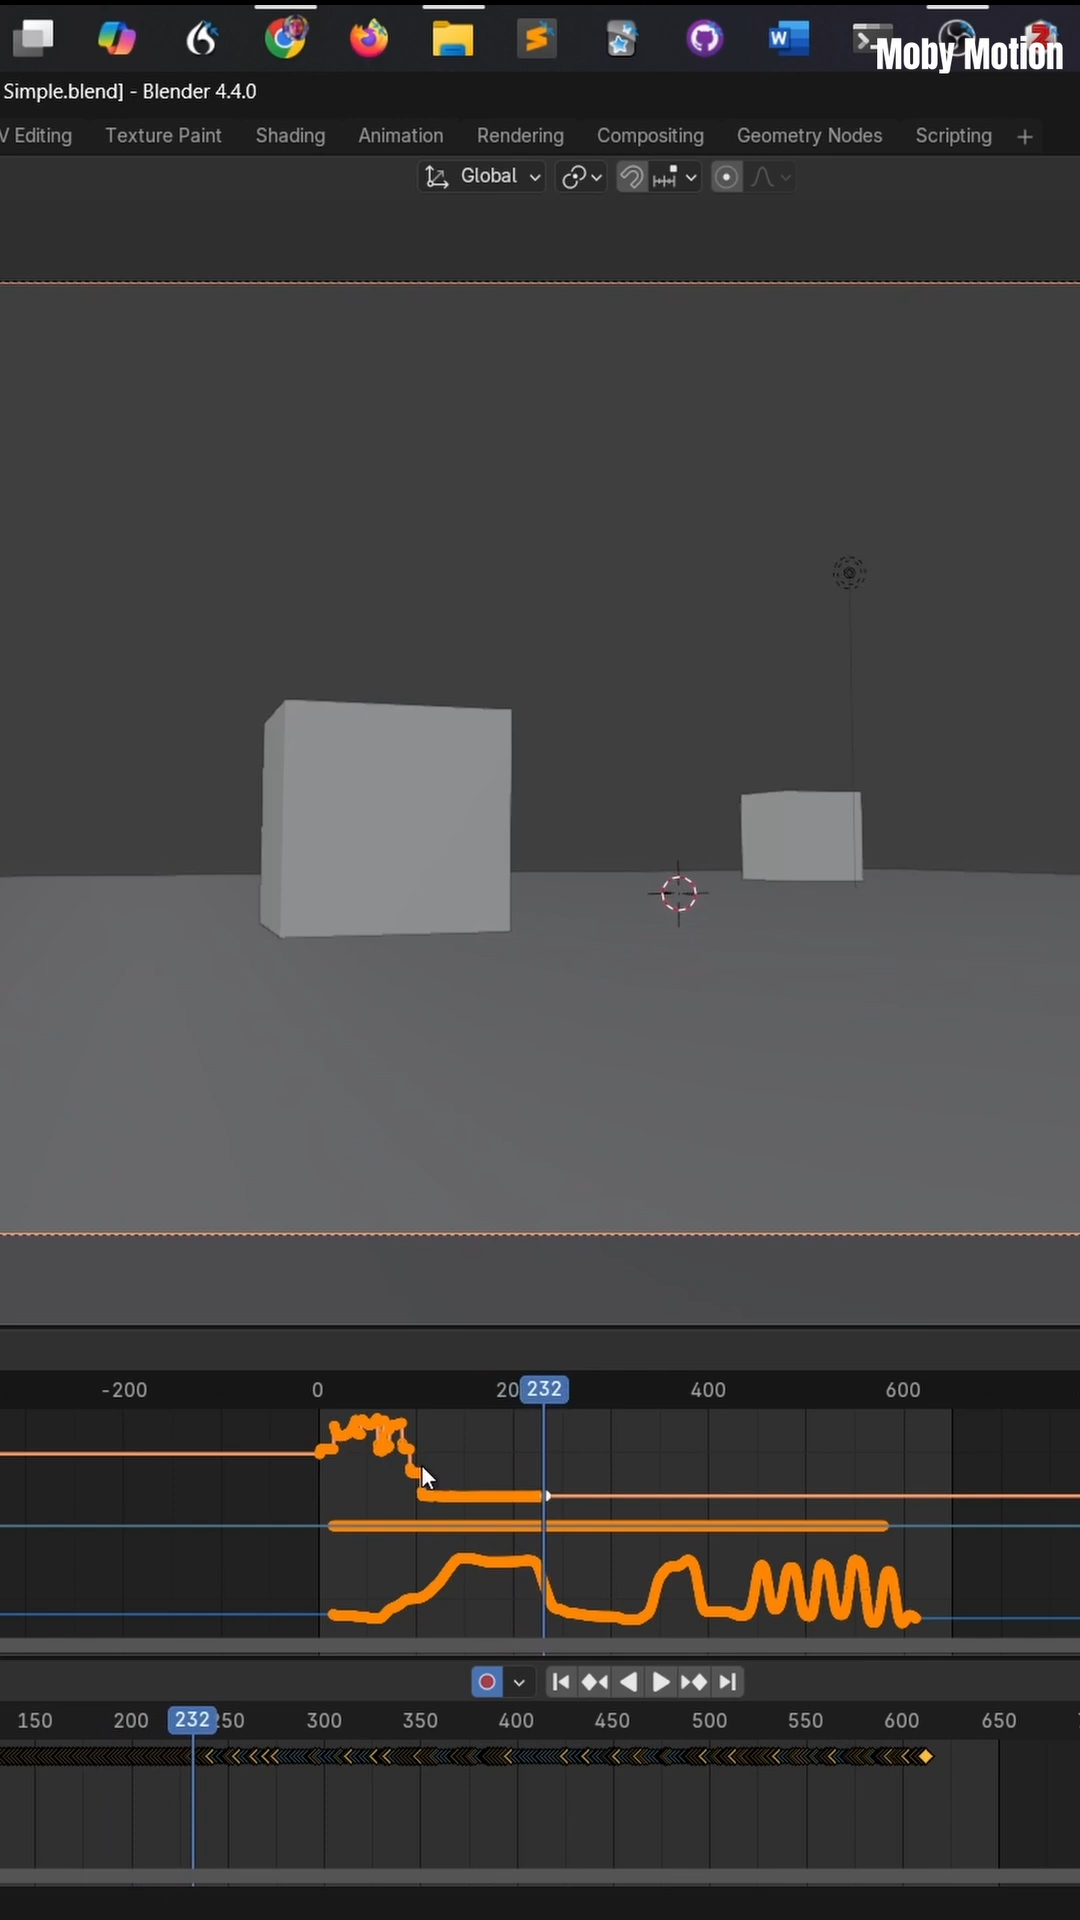 W
Moby Motion
Simple.blend] - Blender 4.4.0
V Editing
Texture Paint
Shading
Animation
Rendering
Compositing
Geometry Nodes
Scripting
+
Global
-200
0
20
232
400
600
150
200
232
250
300
350
400
450
500
550
600
650